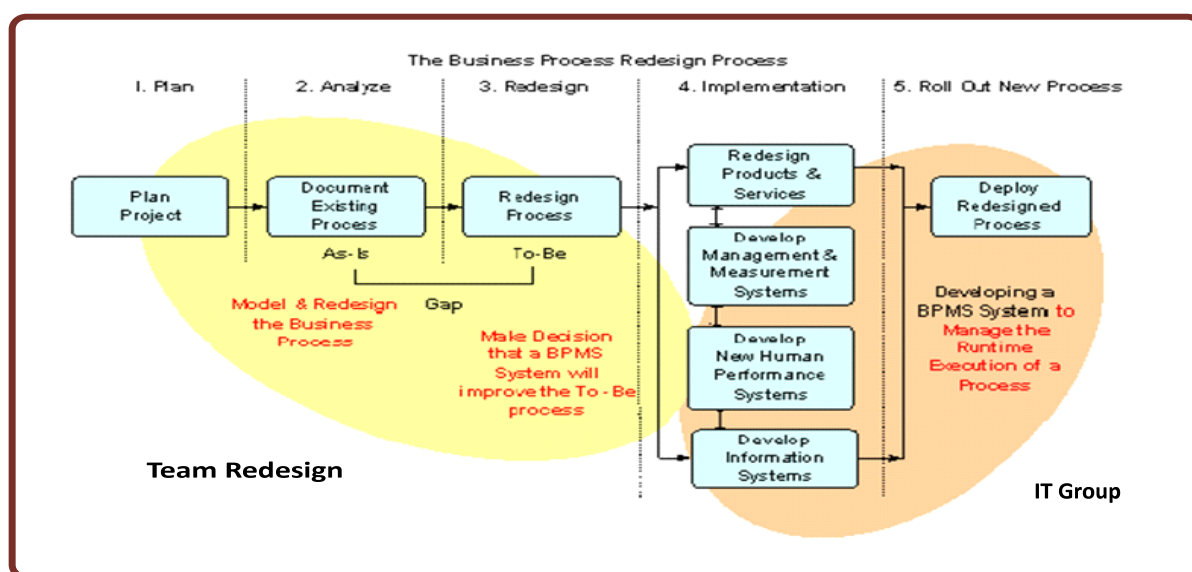 The Business Process Redesign Process
1. Plan
2. Analyze
3. Redesign
4. Implementation
5. Roll Out New Process
Plan
Project
Document
Existing
Process
Redesign
Process
As-Is
To-Be
Gap
Model & Redesign
the Business
Process
Make Decision
that a BPMS
System will
improve the To-Be
process
Team Redesign
Redesign
Products &
Services
Develop
Management &
Measurement
Systems
Develop
New Human
Performance
Systems
Develop
Information
Systems
Deploy
Redesigned
Process
Developing a
BPMS System to
Manage the
Runtime
Execution of a
Process
IT Group